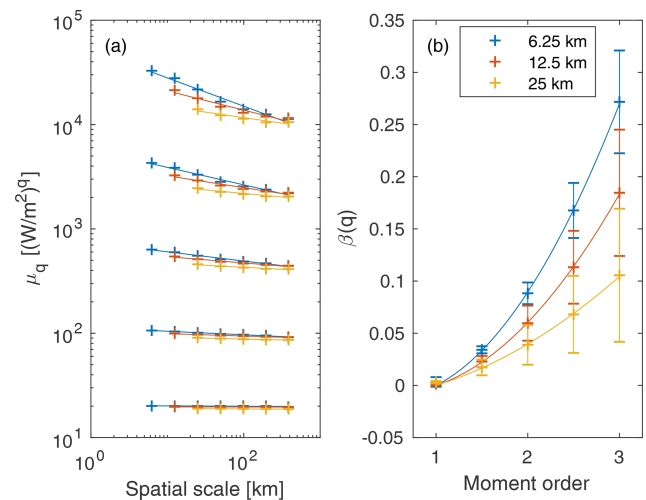 (a)
10^5
10^4
10^3
10^2
10^1
μ_q [(W/m²)^q]
10^0
10^2
Spatial scale [km]
(b)
6.25 km
12.5 km
25 km
0.35
0.3
0.25
0.2
0.15
0.1
0.05
0
-0.05
β(q)
1
2
3
Moment order